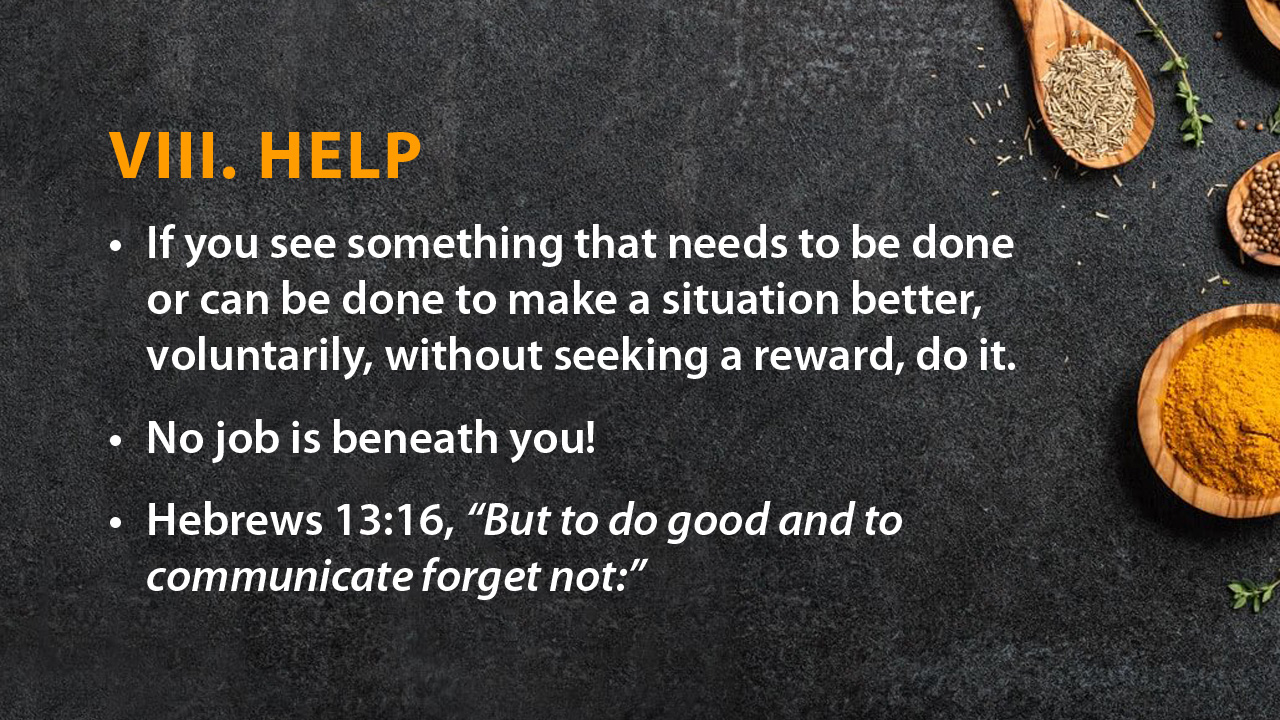 VIII. HELP
• If you see something that needs to be done
or can be done to make a situation better,
voluntarily, without seeking a reward, do it.
• No job is beneath you!
• Hebrews 13:16, “But to do good and to
communicate forget not:”